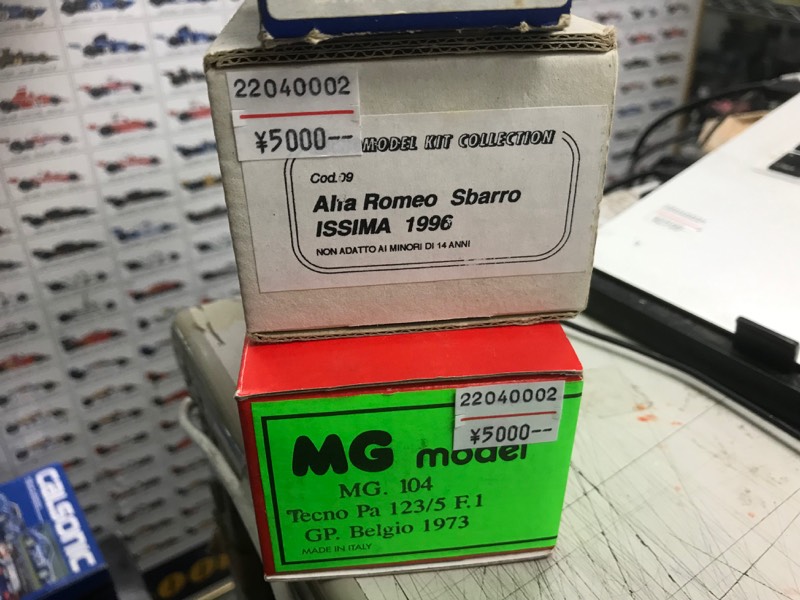 22040002
¥5000--
MODEL KIT COLLECTION
Cod.09
Alfa Romeo Sbarro
ISSIMA 1996
NON ADATTO AI MINORI DI 14 ANNI
22040002
¥5000--
MG model
MG. 104
Tecno Pa 123/5 F.1
GP. Belgio 1973
MADE IN ITALY
CALSONIC